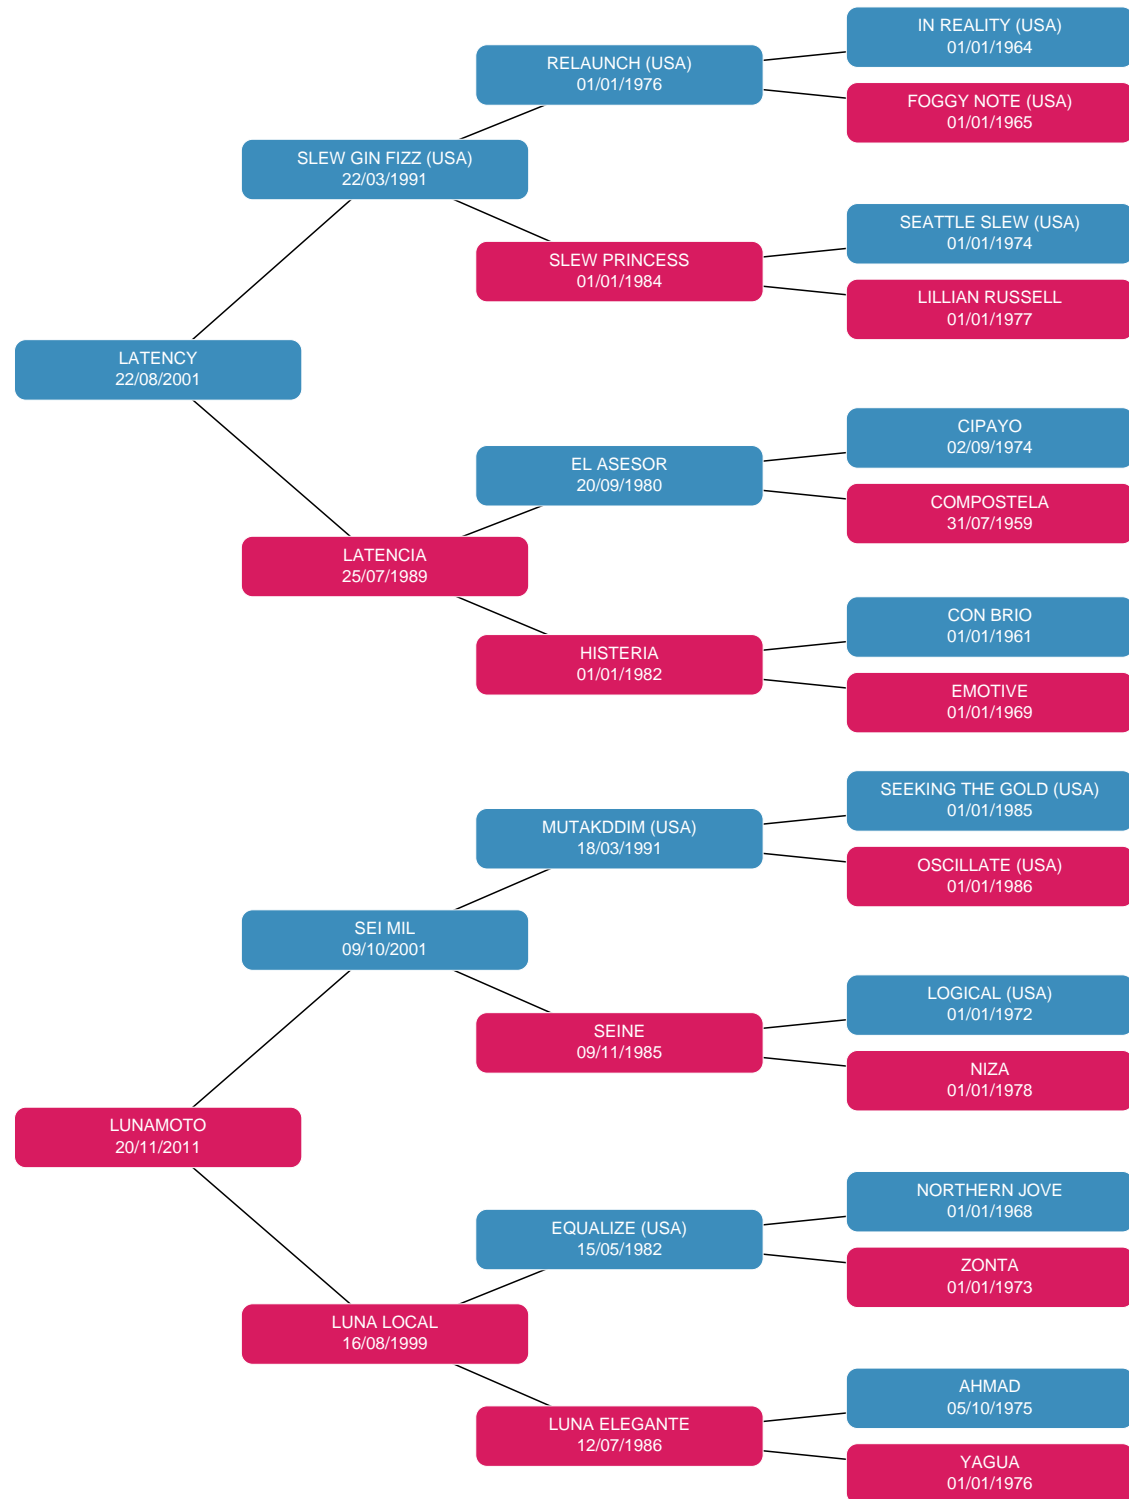 IN REALITY (USA)
01/01/1964
RELAUNCH (USA)
01/01/1976
FOGGY NOTE (USA)
01/01/1965
SLEW GIN FIZZ (USA)
22/03/1991
SEATTLE SLEW (USA)
01/01/1974
SLEW PRINCESS
01/01/1984
LILLIAN RUSSELL
01/01/1977
LATENCY
22/08/2001
CIPAYO
02/09/1974
EL ASESOR
20/09/1980
COMPOSTELA
31/07/1959
LATENCIA
25/07/1989
CON BRIO
01/01/1961
HISTERIA
01/01/1982
EMOTIVE
01/01/1969
SEEKING THE GOLD (USA)
01/01/1985
MUTAKDDIM (USA)
18/03/1991
OSCILLATE (USA)
01/01/1986
SEI MIL
09/10/2001
LOGICAL (USA)
01/01/1972
SEINE
09/11/1985
NIZA
01/01/1978
LUNAMOTO
20/11/2011
NORTHERN JOVE
01/01/1968
EQUALIZE (USA)
15/05/1982
ZONTA
01/01/1973
LUNA LOCAL
16/08/1999
AHMAD
05/10/1975
LUNA ELEGANTE
12/07/1986
YAGUA
01/01/1976